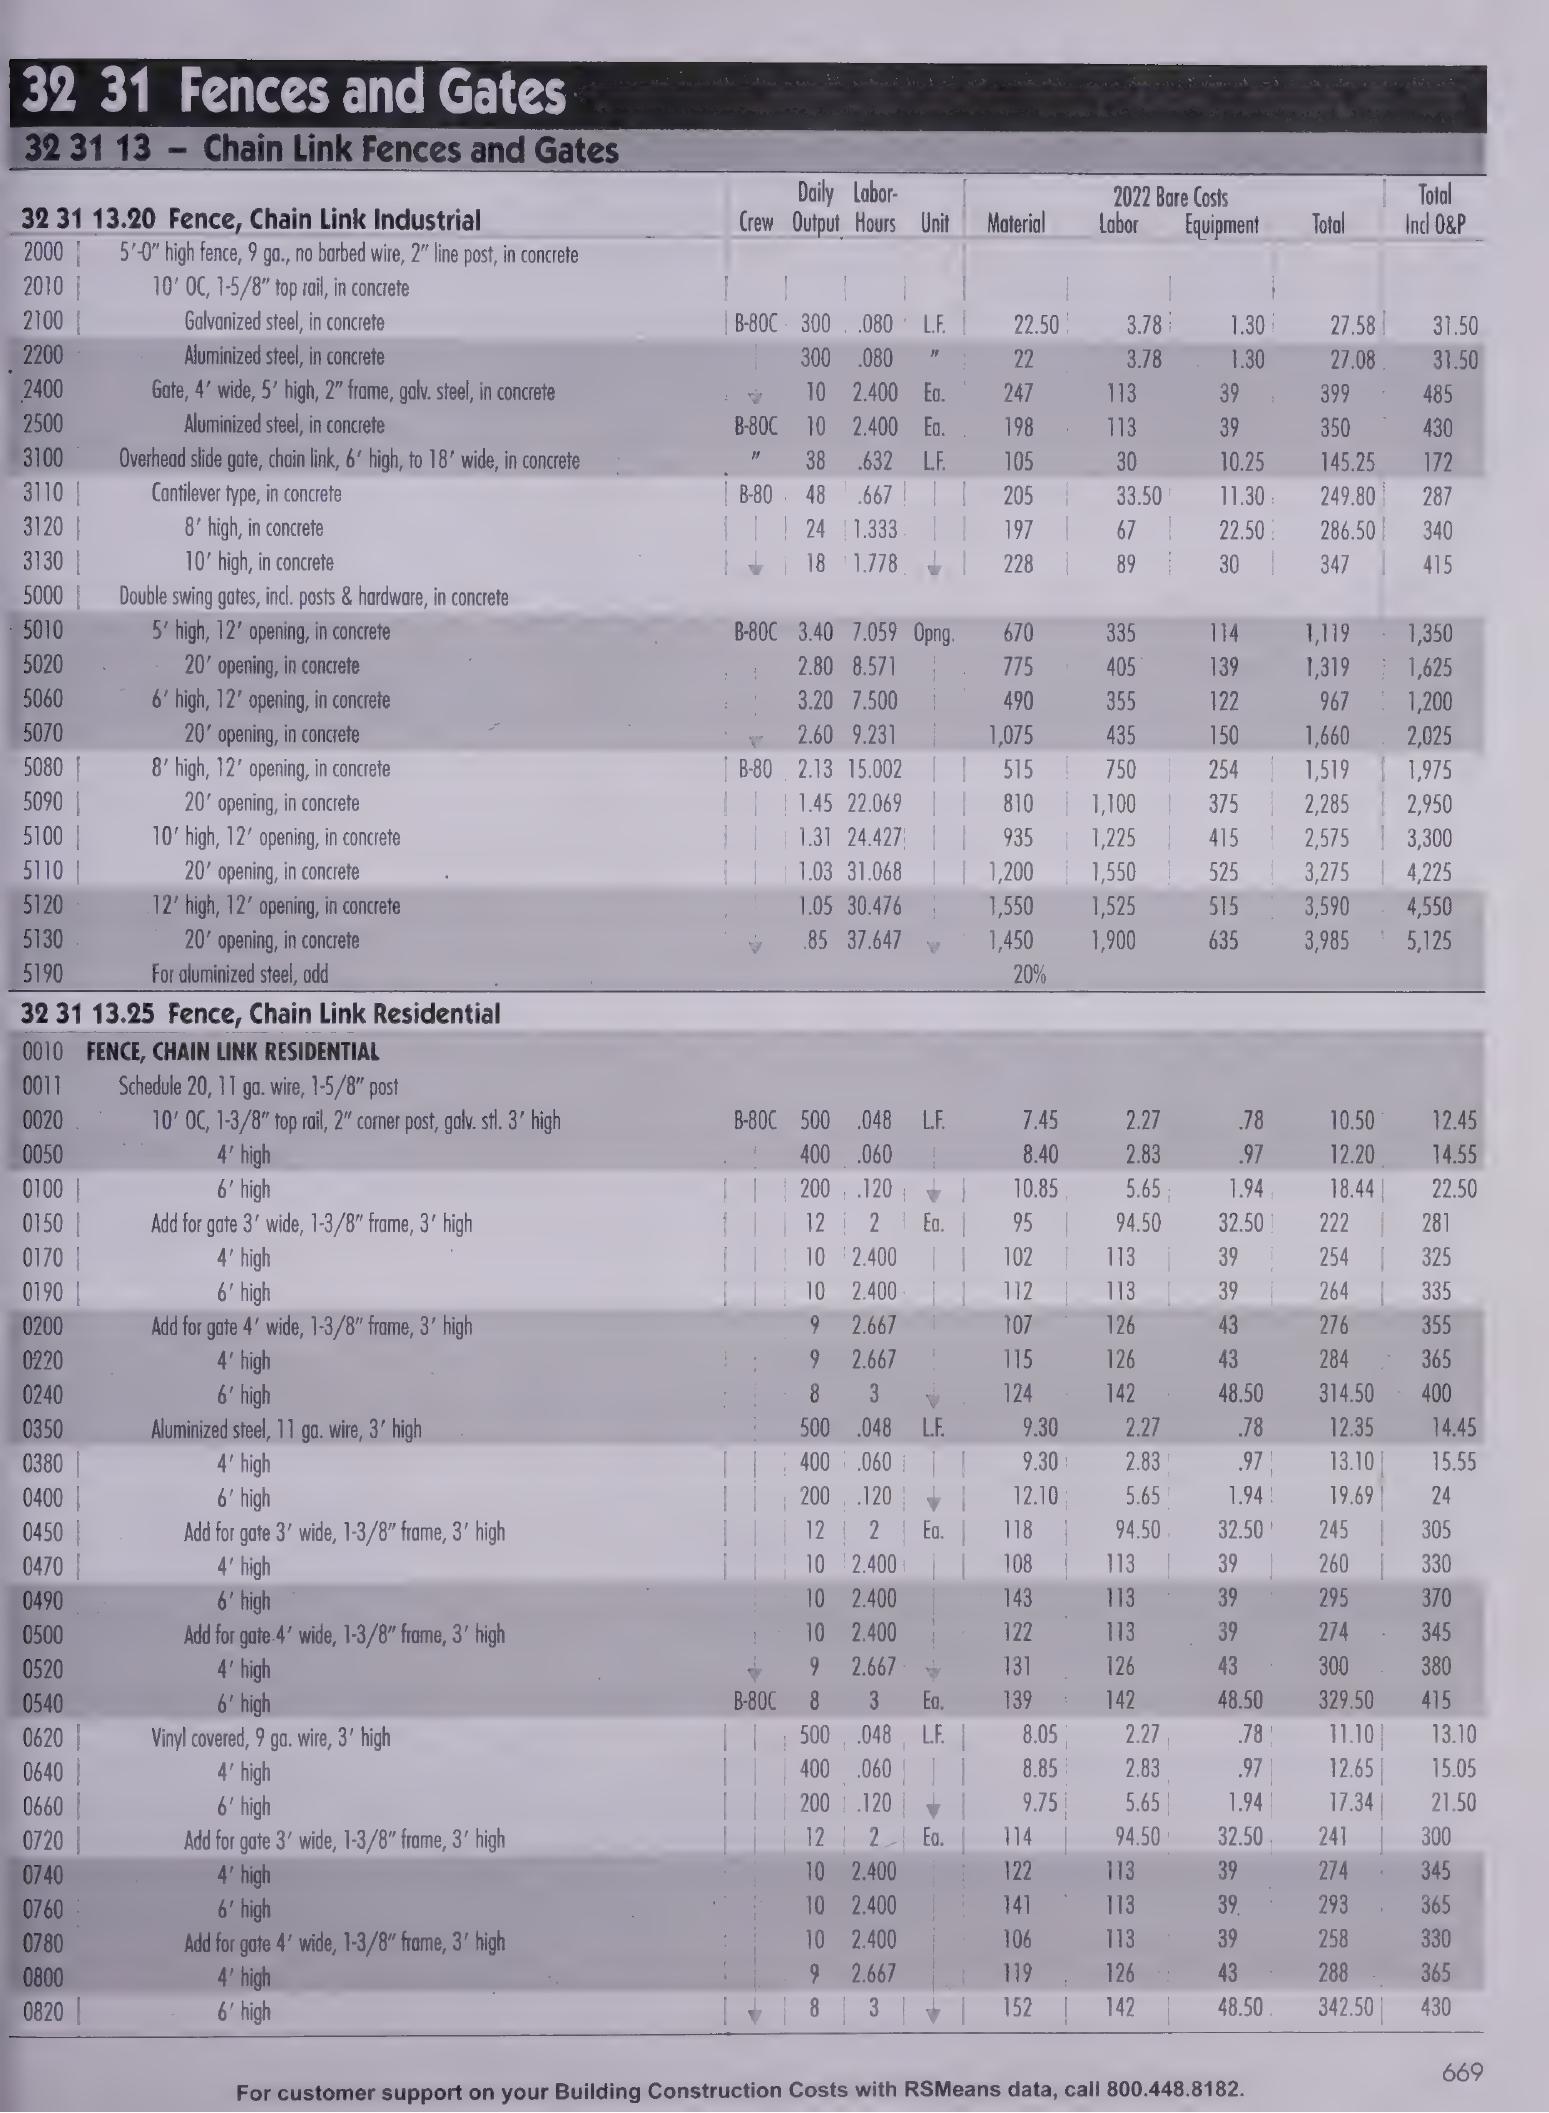 32 31 Fences and Gates
32 31 13 – Chain Link Fences and Gates
Daily Labor- 2022 Bare Costs Total
32 31 13.20 Fence, Chain Link Industrial Crew Output Hours Unit Material Labor Equipment Total Incl O&P
2000 5'-0" high fence, 9 ga., no barbed wire, 2" line post, in concrete
2010 10' OC, 1-5/8" top rail, in concrete
2100 Galvanized steel, in concrete B-80C 300 .080 L.F. 22.50 3.78 1.30 27.58 31.50
2200 Aluminized steel, in concrete 300 .080 " 22 3.78 1.30 27.08 31.50
2400 Gate, 4' wide, 5' high, 2" frame, galv. steel, in concrete 10 2.400 Ea. 247 113 39 399 485
2500 Aluminized steel, in concrete B-80C 10 2.400 Ea. 198 113 39 350 430
3100 Overhead slide gate, chain link, 6' high, to 18' wide, in concrete " 38 .632 L.F. 105 30 10.25 145.25 172
3110 Cantilever type, in concrete B-80 48 .667 205 33.50 11.30 249.80 287
3120 8' high, in concrete 24 1.333 197 67 22.50 286.50 340
3130 10' high, in concrete 18 1.778 228 89 30 347 415
5000 Double swing gates, incl. posts & hardware, in concrete
5010 5' high, 12' opening, in concrete B-80C 3.40 7.059 Opng. 670 335 114 1,119 1,350
5020 20' opening, in concrete 2.80 8.571 775 405 139 1,319 1,625
5060 6' high, 12' opening, in concrete 3.20 7.500 490 355 122 967 1,200
5070 20' opening, in concrete 2.60 9.231 1,075 435 150 1,660 2,025
5080 8' high, 12' opening, in concrete B-80 2.13 15.002 515 750 254 1,519 1,975
5090 20' opening, in concrete 1.45 22.069 810 1,100 375 2,285 2,950
5100 10' high, 12' opening, in concrete 1.31 24.427 935 1,225 415 2,575 3,300
5110 20' opening, in concrete 1.03 31.068 1,200 1,550 525 3,275 4,225
5120 12' high, 12' opening, in concrete 1.05 30.476 1,550 1,525 515 3,590 4,550
5130 20' opening, in concrete .85 37.647 1,450 1,900 635 3,985 5,125
5190 For aluminized steel, add 20%
32 31 13.25 Fence, Chain Link Residential
0010 FENCE, CHAIN LINK RESIDENTIAL
0011 Schedule 20, 11 ga. wire, 1-5/8" post
0020 10' OC, 1-3/8" top rail, 2" corner post, galv. stl. 3' high B-80C 500 .048 L.F. 7.45 2.27 .78 10.50 12.45
0050 4' high 400 .060 8.40 2.83 .97 12.20 14.55
0100 6' high 200 .120 10.85 5.65 1.94 18.44 22.50
0150 Add for gate 3' wide, 1-3/8" frame, 3' high 12 2 Ea. 95 94.50 32.50 222 281
0170 4' high 10 2.400 102 113 39 254 325
0190 6' high 10 2.400 112 113 39 264 335
0200 Add for gate 4' wide, 1-3/8" frame, 3' high 9 2.667 107 126 43 276 355
0220 4' high 9 2.667 115 126 43 284 365
0240 6' high 8 3 124 142 48.50 314.50 400
0350 Aluminized steel, 11 ga. wire, 3' high 500 .048 L.F. 9.30 2.27 .78 12.35 14.45
0380 4' high 400 .060 9.30 2.83 .97 13.10 15.55
0400 6' high 200 .120 12.10 5.65 1.94 19.69 24
0450 Add for gate 3' wide, 1-3/8" frame, 3' high 12 2 Ea. 118 94.50 32.50 245 305
0470 4' high 10 2.400 108 113 39 260 330
0490 6' high 10 2.400 143 113 39 295 370
0500 Add for gate 4' wide, 1-3/8" frame, 3' high 10 2.400 122 113 39 274 345
0520 4' high 9 2.667 131 126 43 300 380
0540 6' high B-80C 8 3 Ea. 139 142 48.50 329.50 415
0620 Vinyl covered, 9 ga. wire, 3' high 500 .048 L.F. 8.05 2.27 .78 11.10 13.10
0640 4' high 400 .060 8.85 2.83 .97 12.65 15.05
0660 6' high 200 .120 9.75 5.65 1.94 17.34 21.50
0720 Add for gate 3' wide, 1-3/8" frame, 3' high 12 2 Ea. 114 94.50 32.50 241 300
0740 4' high 10 2.400 122 113 39 274 345
0760 6' high 10 2.400 141 113 39 293 365
0780 Add for gate 4' wide, 1-3/8" frame, 3' high 10 2.400 106 113 39 258 330
0800 4' high 9 2.667 119 126 43 288 365
0820 6' high 8 3 152 142 48.50 342.50 430
669
For customer support on your Building Construction Costs with RSMeans data, call 800.448.8182.